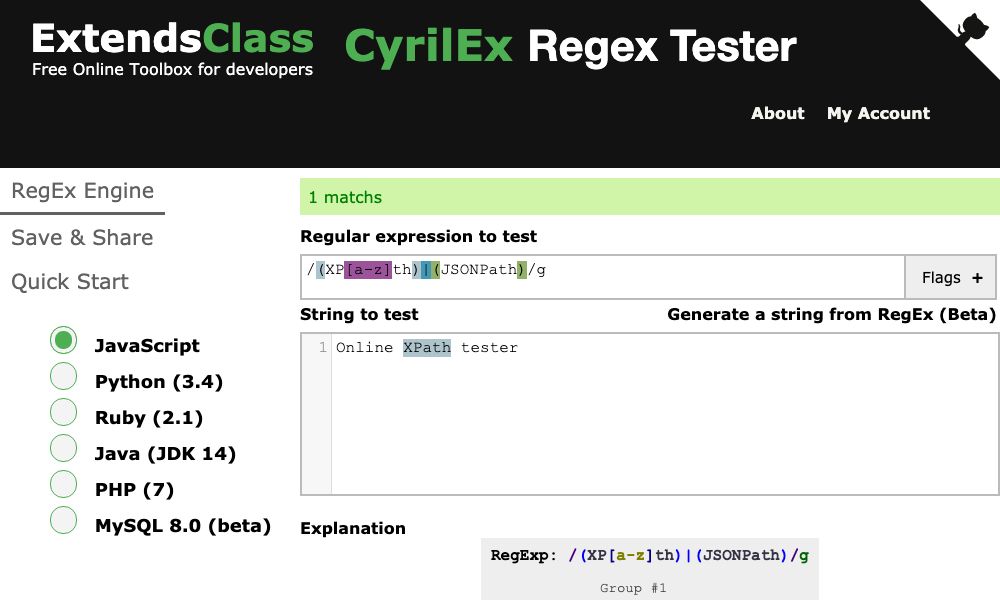 ExtendsClass
Free Online Toolbox for developers
CyrilEx Regex Tester
About My Account
RegEx Engine
Save & Share
Quick Start
JavaScript
Python (3.4)
Ruby (2.1)
Java (JDK 14)
PHP (7)
MySQL 8.0 (beta)
1 matchs
Regular expression to test
/(XP[a-z]th)|(JSONPath)/g
Flags +
String to test Generate a string from RegEx (Beta)
1 Online XPath tester
Explanation
RegExp: /(XP[a-z]th)|(JSONPath)/g
Group #1